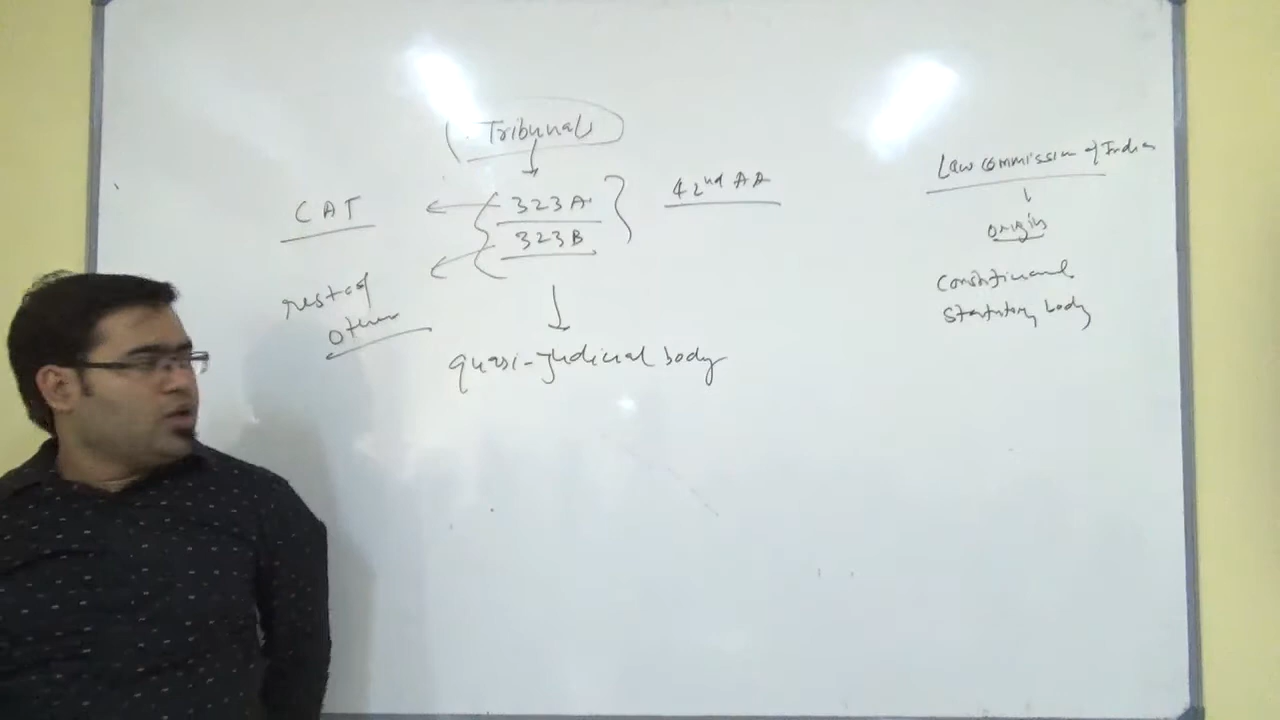 Tribunals
CAT
323A
323B
42nd AA
rest of
other
quasi-judicial body
Law commission of India
origin
Constitutional
Statutory body